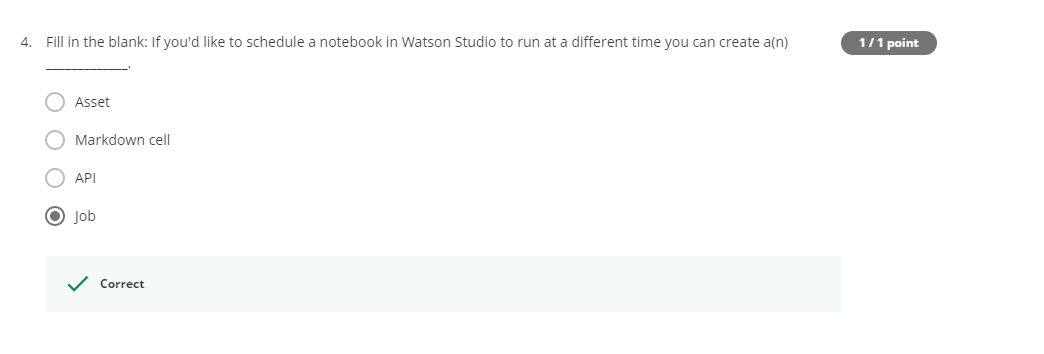 4. Fill in the blank: If you'd like to schedule a notebook in Watson Studio to run at a different time you can create a(n)
1 / 1 point
_____________.
Asset
Markdown cell
API
Job
Correct